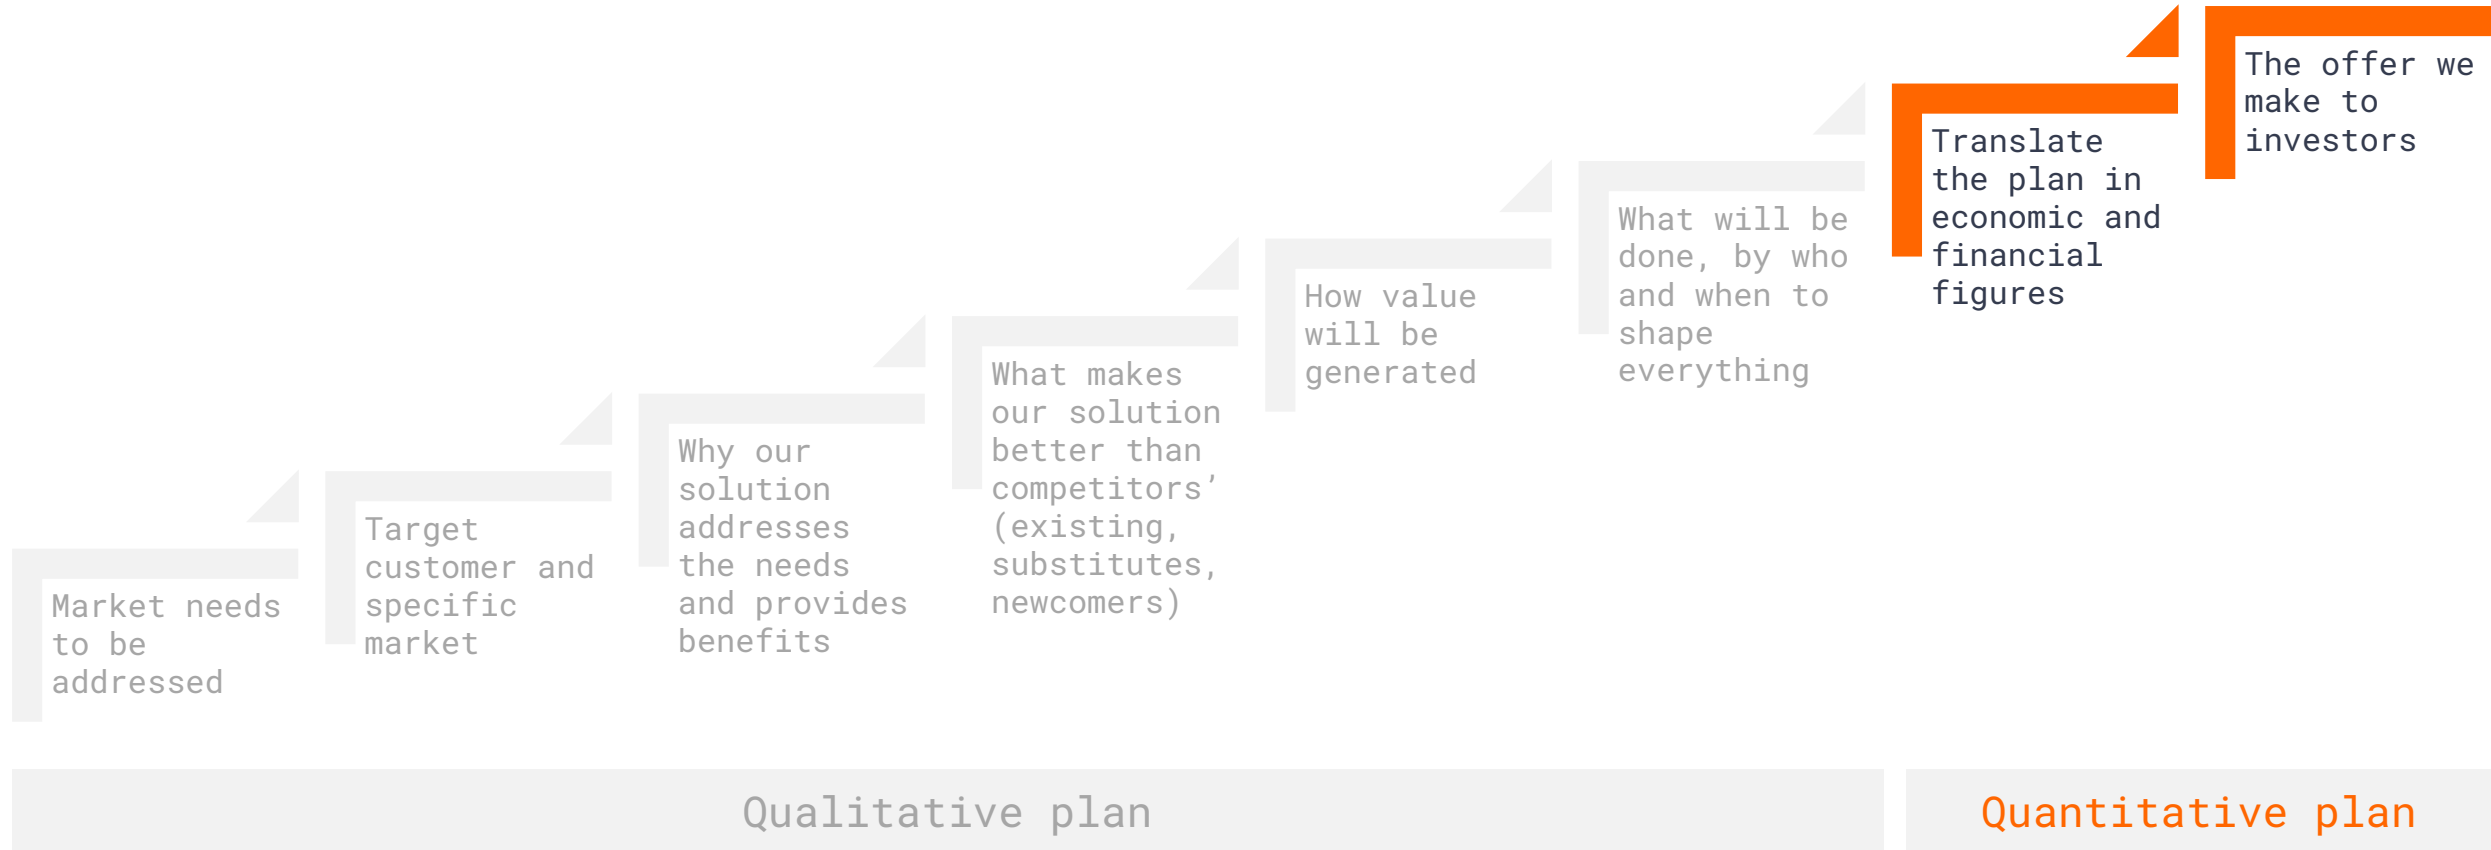 Market needs
to be
addressed
Target
customer and
specific
market
Why our
solution
addresses
the needs
and provides
benefits
What makes
our solution
better than
competitors’
(existing,
substitutes,
newcomers)
How value
will be
generated
What will be
done, by who
and when to
shape
everything
Translate
the plan in
economic and
financial
figures
The offer we
make to
investors
Qualitative plan
Quantitative plan